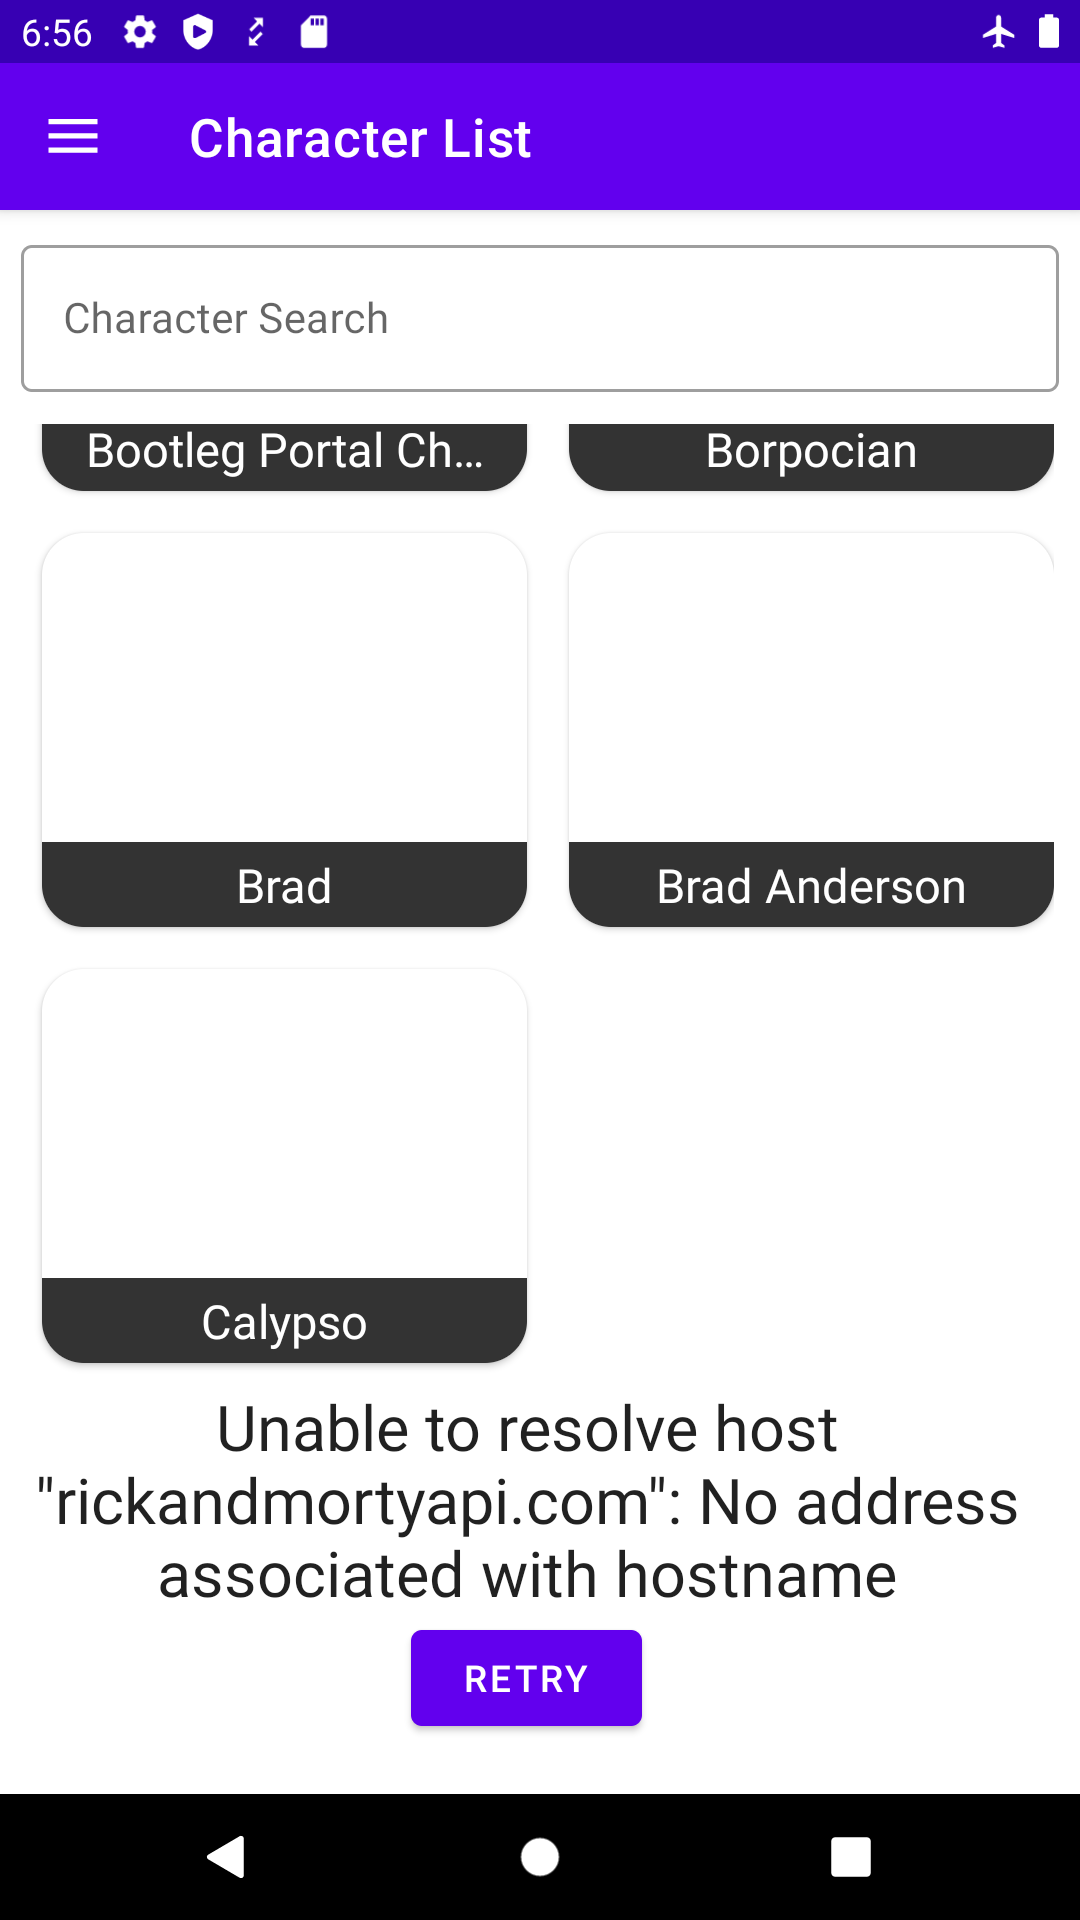 6:56
Character List
Character Search
Bootleg Portal Ch...
Borpocian
Brad
Brad Anderson
Calypso
Unable to resolve host
"rickandmortyapi.com": No address
associated with hostname
RETRY